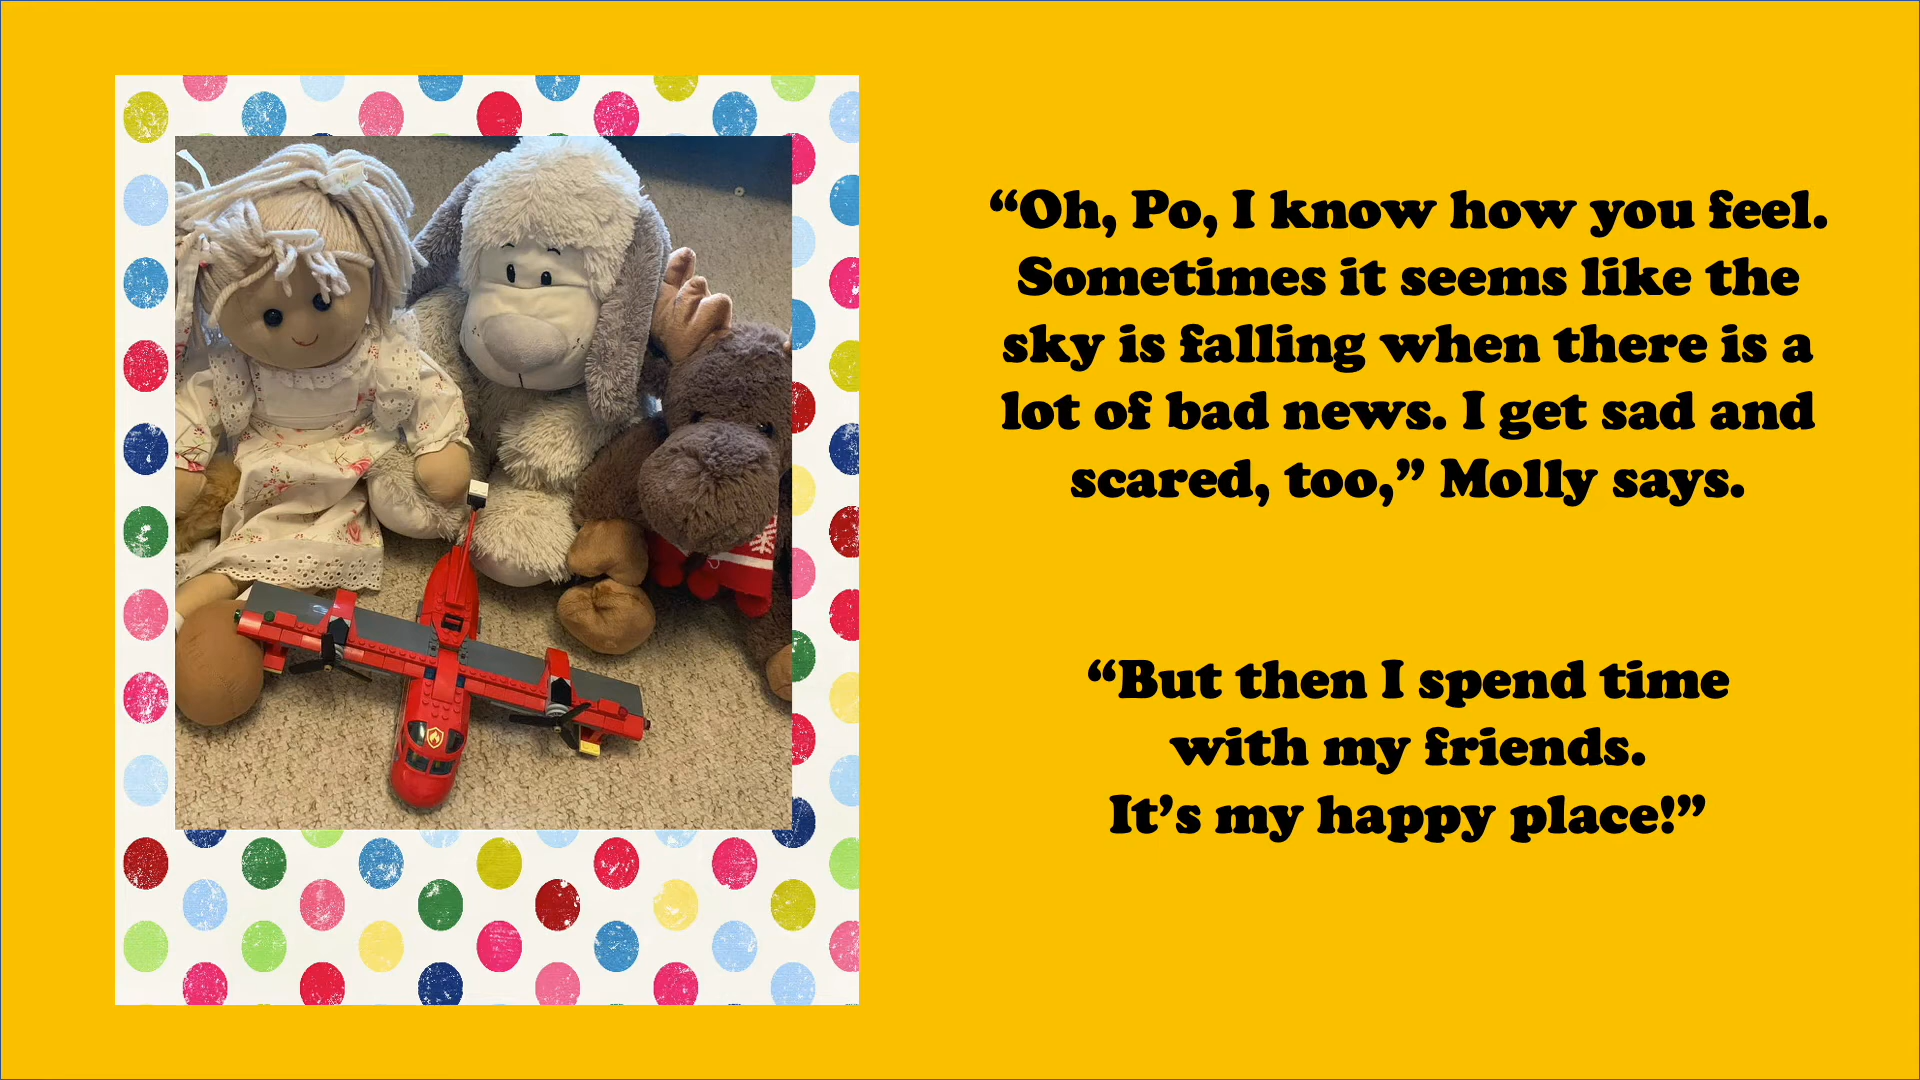 “Oh, Po, I know how you feel.
Sometimes it seems like the
sky is falling when there is a
lot of bad news. I get sad and
scared, too,” Molly says.
“But then I spend time
with my friends.
It’s my happy place!”